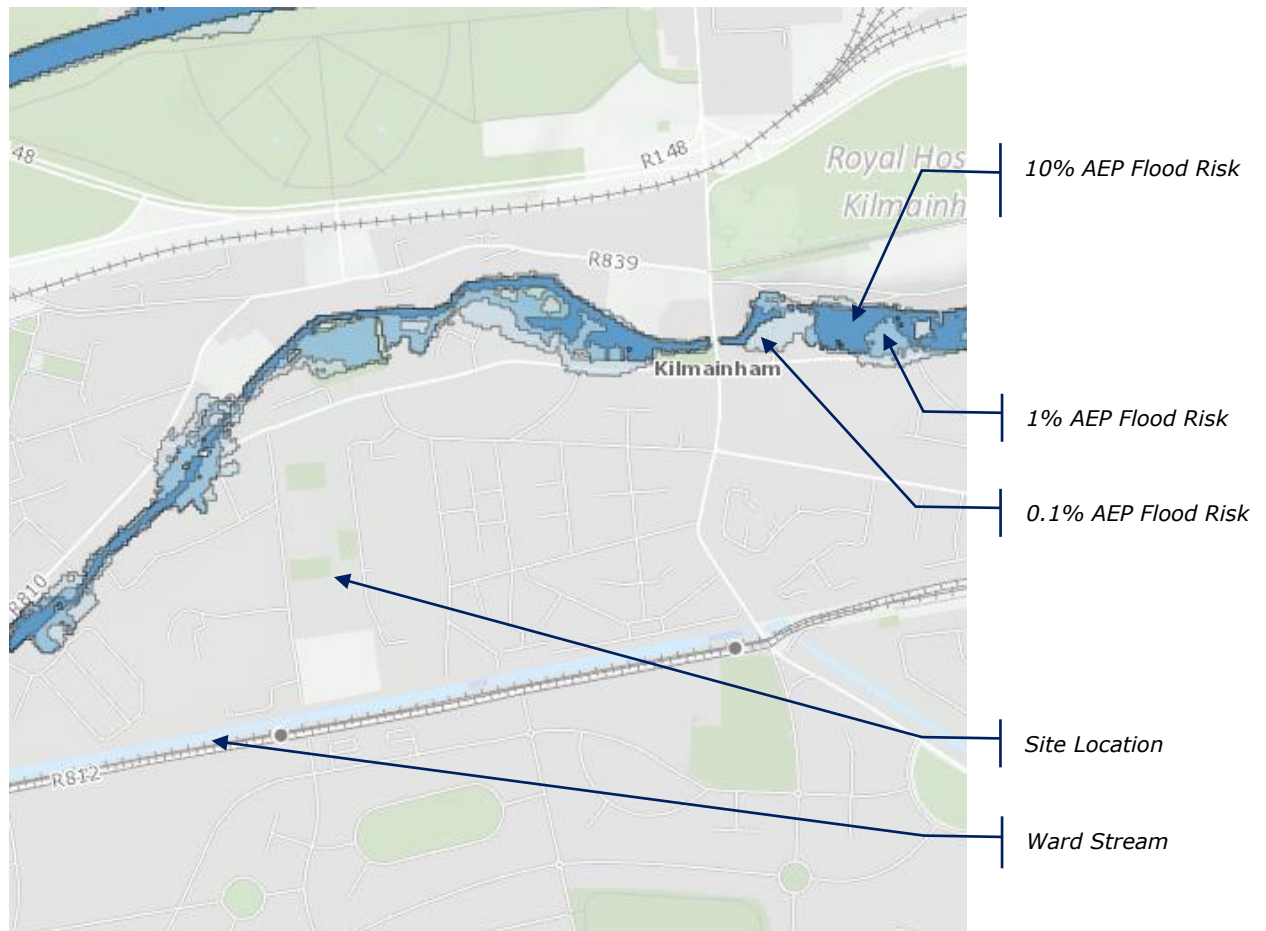 48
R148
Royal Hos
Kilmainh
10% AEP Flood Risk
R839
Kilmainham
1% AEP Flood Risk
0.1% AEP Flood Risk
R810
Site Location
R812
Ward Stream